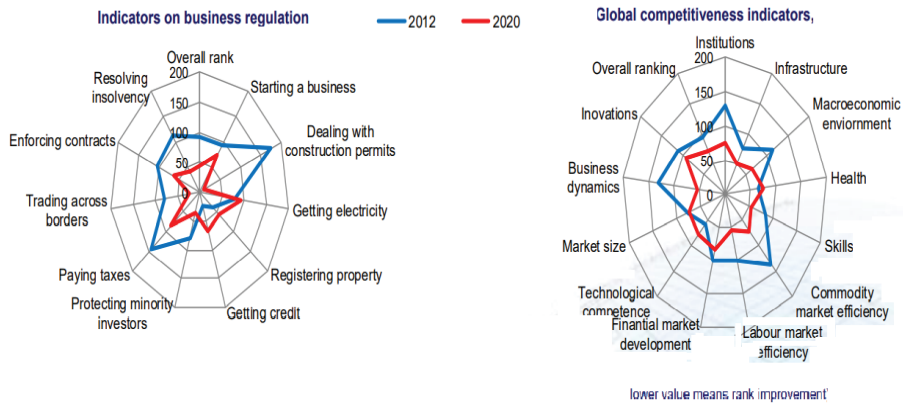 Indicators on business regulation
2012
2020
Global competitiveness indicators,
Overall rank
Starting a business
Dealing with
construction permits
Getting electricity
Registering property
Getting credit
Protecting minority
investors
Paying taxes
Trading across
borders
Enforcing contracts
Resolving
insolvency
200
150
100
50
0
Institutions
Infrastructure
Macroeconomic
enviornment
Health
Skills
Commodity
market efficiency
Labour market
efficiency
Finantial market
development
Technological
competence
Market size
Business
dynamics
Inovations
Overall ranking
200
150
100
50
0
lower value means rank improvement'